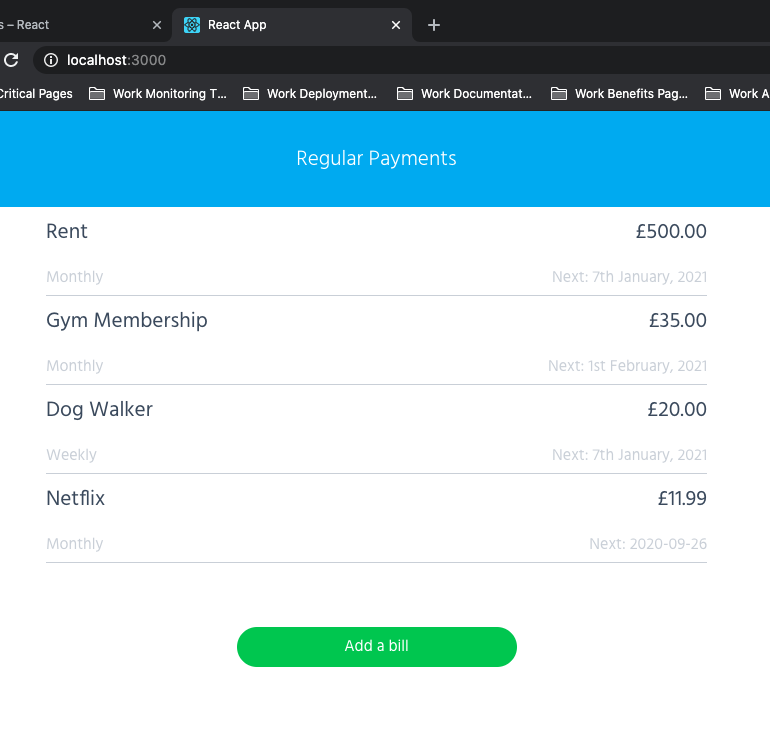 s – React
React App
localhost:3000
Critical Pages
Work Monitoring T...
Work Deployment...
Work Documentat...
Work Benefits Pag...
Work A
Regular Payments
Rent £500.00
Monthly Next: 7th January, 2021
Gym Membership £35.00
Monthly Next: 1st February, 2021
Dog Walker £20.00
Weekly Next: 7th January, 2021
Netflix £11.99
Monthly Next: 2020-09-26
Add a bill